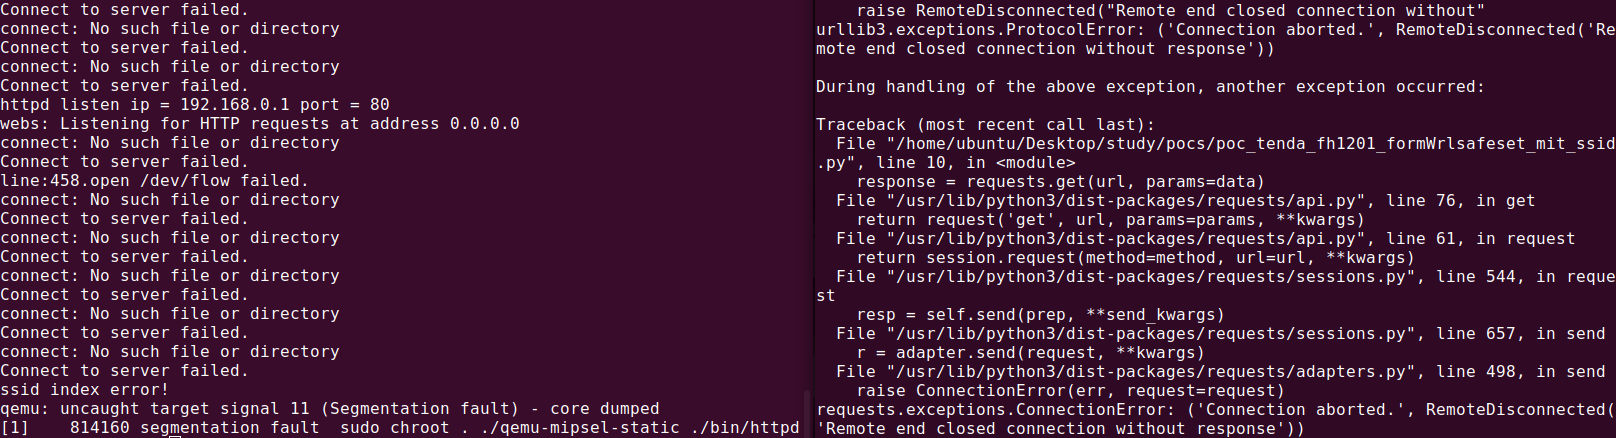 Connect to server failed.
connect: No such file or directory
Connect to server failed.
connect: No such file or directory
Connect to server failed.
httpd listen ip = 192.168.0.1 port = 80
webs: Listening for HTTP requests at address 0.0.0.0
connect: No such file or directory
Connect to server failed.
line:458.open /dev/flow failed.
connect: No such file or directory
Connect to server failed.
connect: No such file or directory
Connect to server failed.
connect: No such file or directory
Connect to server failed.
connect: No such file or directory
Connect to server failed.
connect: No such file or directory
Connect to server failed.
ssid index error!
qemu: uncaught target signal 11 (Segmentation fault) - core dumped
[1]    814160 segmentation fault  sudo chroot . ./qemu-mipsel-static ./bin/httpd
    raise RemoteDisconnected("Remote end closed connection without"
urllib3.exceptions.ProtocolError: ('Connection aborted.', RemoteDisconnected('Re
mote end closed connection without response'))
During handling of the above exception, another exception occurred:
Traceback (most recent call last):
  File "/home/ubuntu/Desktop/study/pocs/poc_tenda_fh1201_formWrlsafeset_mit_ssid
.py", line 10, in <module>
    response = requests.get(url, params=data)
  File "/usr/lib/python3/dist-packages/requests/api.py", line 76, in get
    return request('get', url, params=params, **kwargs)
  File "/usr/lib/python3/dist-packages/requests/api.py", line 61, in request
    return session.request(method=method, url=url, **kwargs)
  File "/usr/lib/python3/dist-packages/requests/sessions.py", line 544, in reque
st
    resp = self.send(prep, **send_kwargs)
  File "/usr/lib/python3/dist-packages/requests/sessions.py", line 657, in send
    r = adapter.send(request, **kwargs)
  File "/usr/lib/python3/dist-packages/requests/adapters.py", line 498, in send
    raise ConnectionError(err, request=request)
requests.exceptions.ConnectionError: ('Connection aborted.', RemoteDisconnected(
'Remote end closed connection without response'))